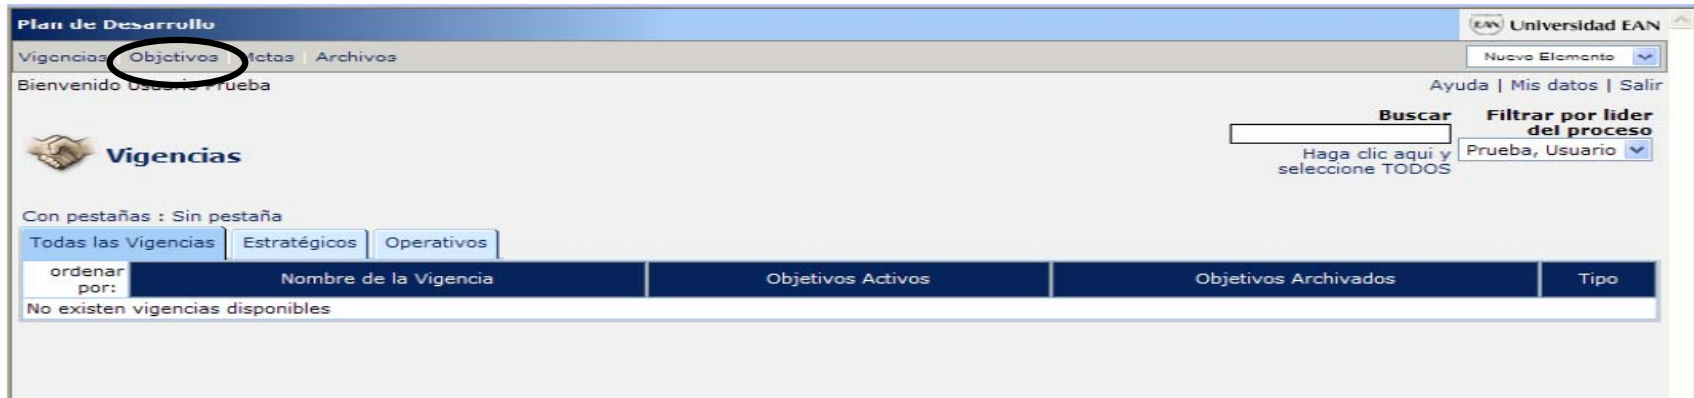 Plan de Desarrollo
EAN Universidad EAN
Vigencias | Objetivos | Metas | Archivos
Nuevo Elemento
Bienvenido Usuario Prueba
Ayuda | Mis datos | Salir
Buscar
Filtrar por lider
del proceso
Vigencias
Haga clic aqui y
seleccione TODOS
Prueba, Usuario
Con pestañas : Sin pestaña
Todas las Vigencias Estratégicos Operativos
ordenar
por:
Nombre de la Vigencia Objetivos Activos Objetivos Archivados Tipo
No existen vigencias disponibles